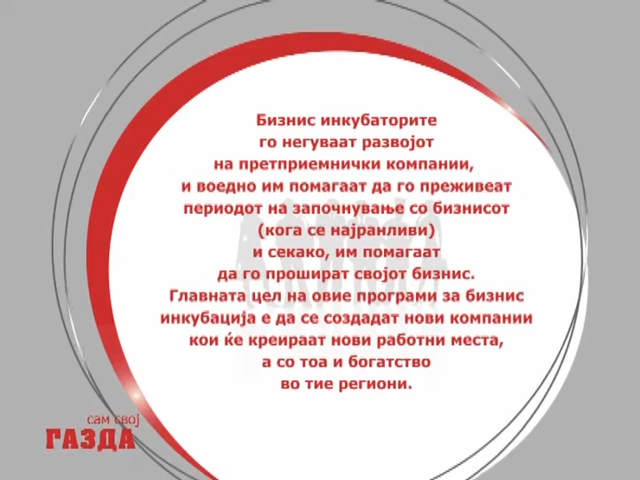 Бизнис инкубаторите
го негуваат развојот
на претприемнички компании,
и воедно им помагаат да го преживеат
периодот на започнување со бизнисот
(кога се најранливи)
и секако, им помагаат
да го прошират својот бизнис.
Главната цел на овие програми за бизнис
инкубација е да се создадат нови компании
кои ќе креираат нови работни места,
а со тоа и богатство
во тие региони.
сам свој
ГАЗДА